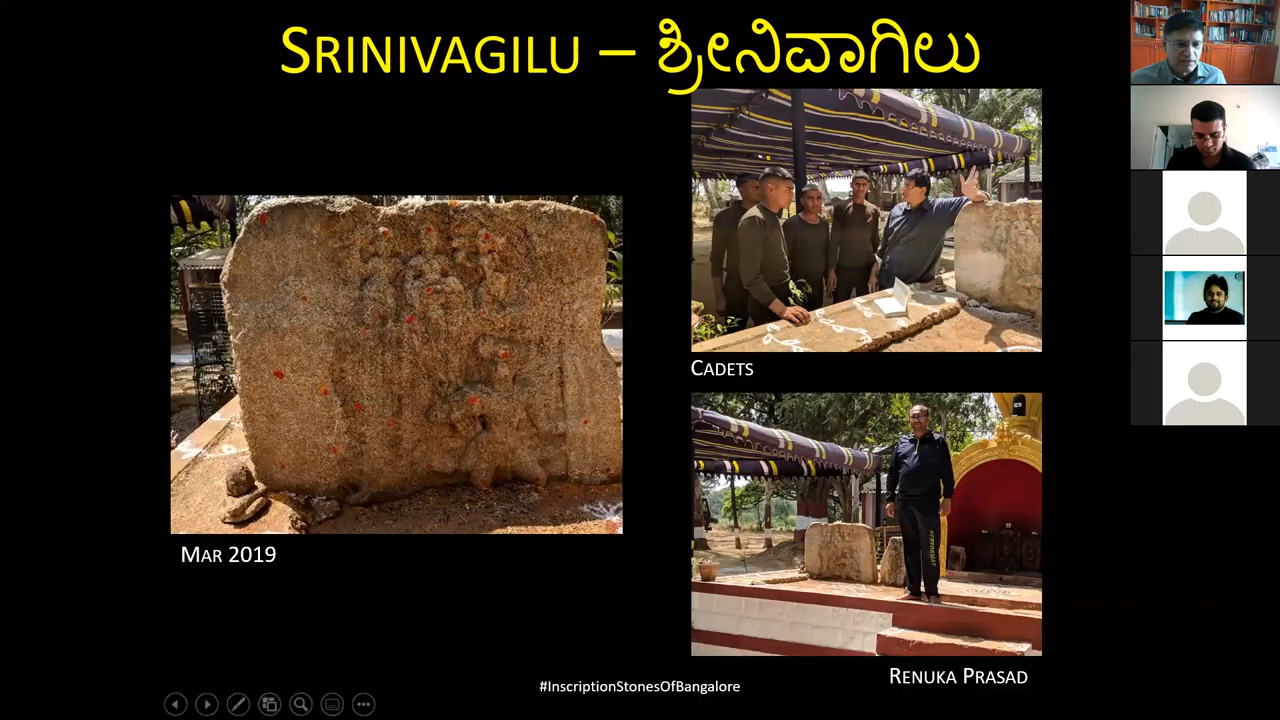 SRINIVAGILU – ಶ್ರೀನಿವಾಗಿಲು
CADETS
MAR 2019
RENUKA PRASAD
#InscriptionStonesOfBangalore